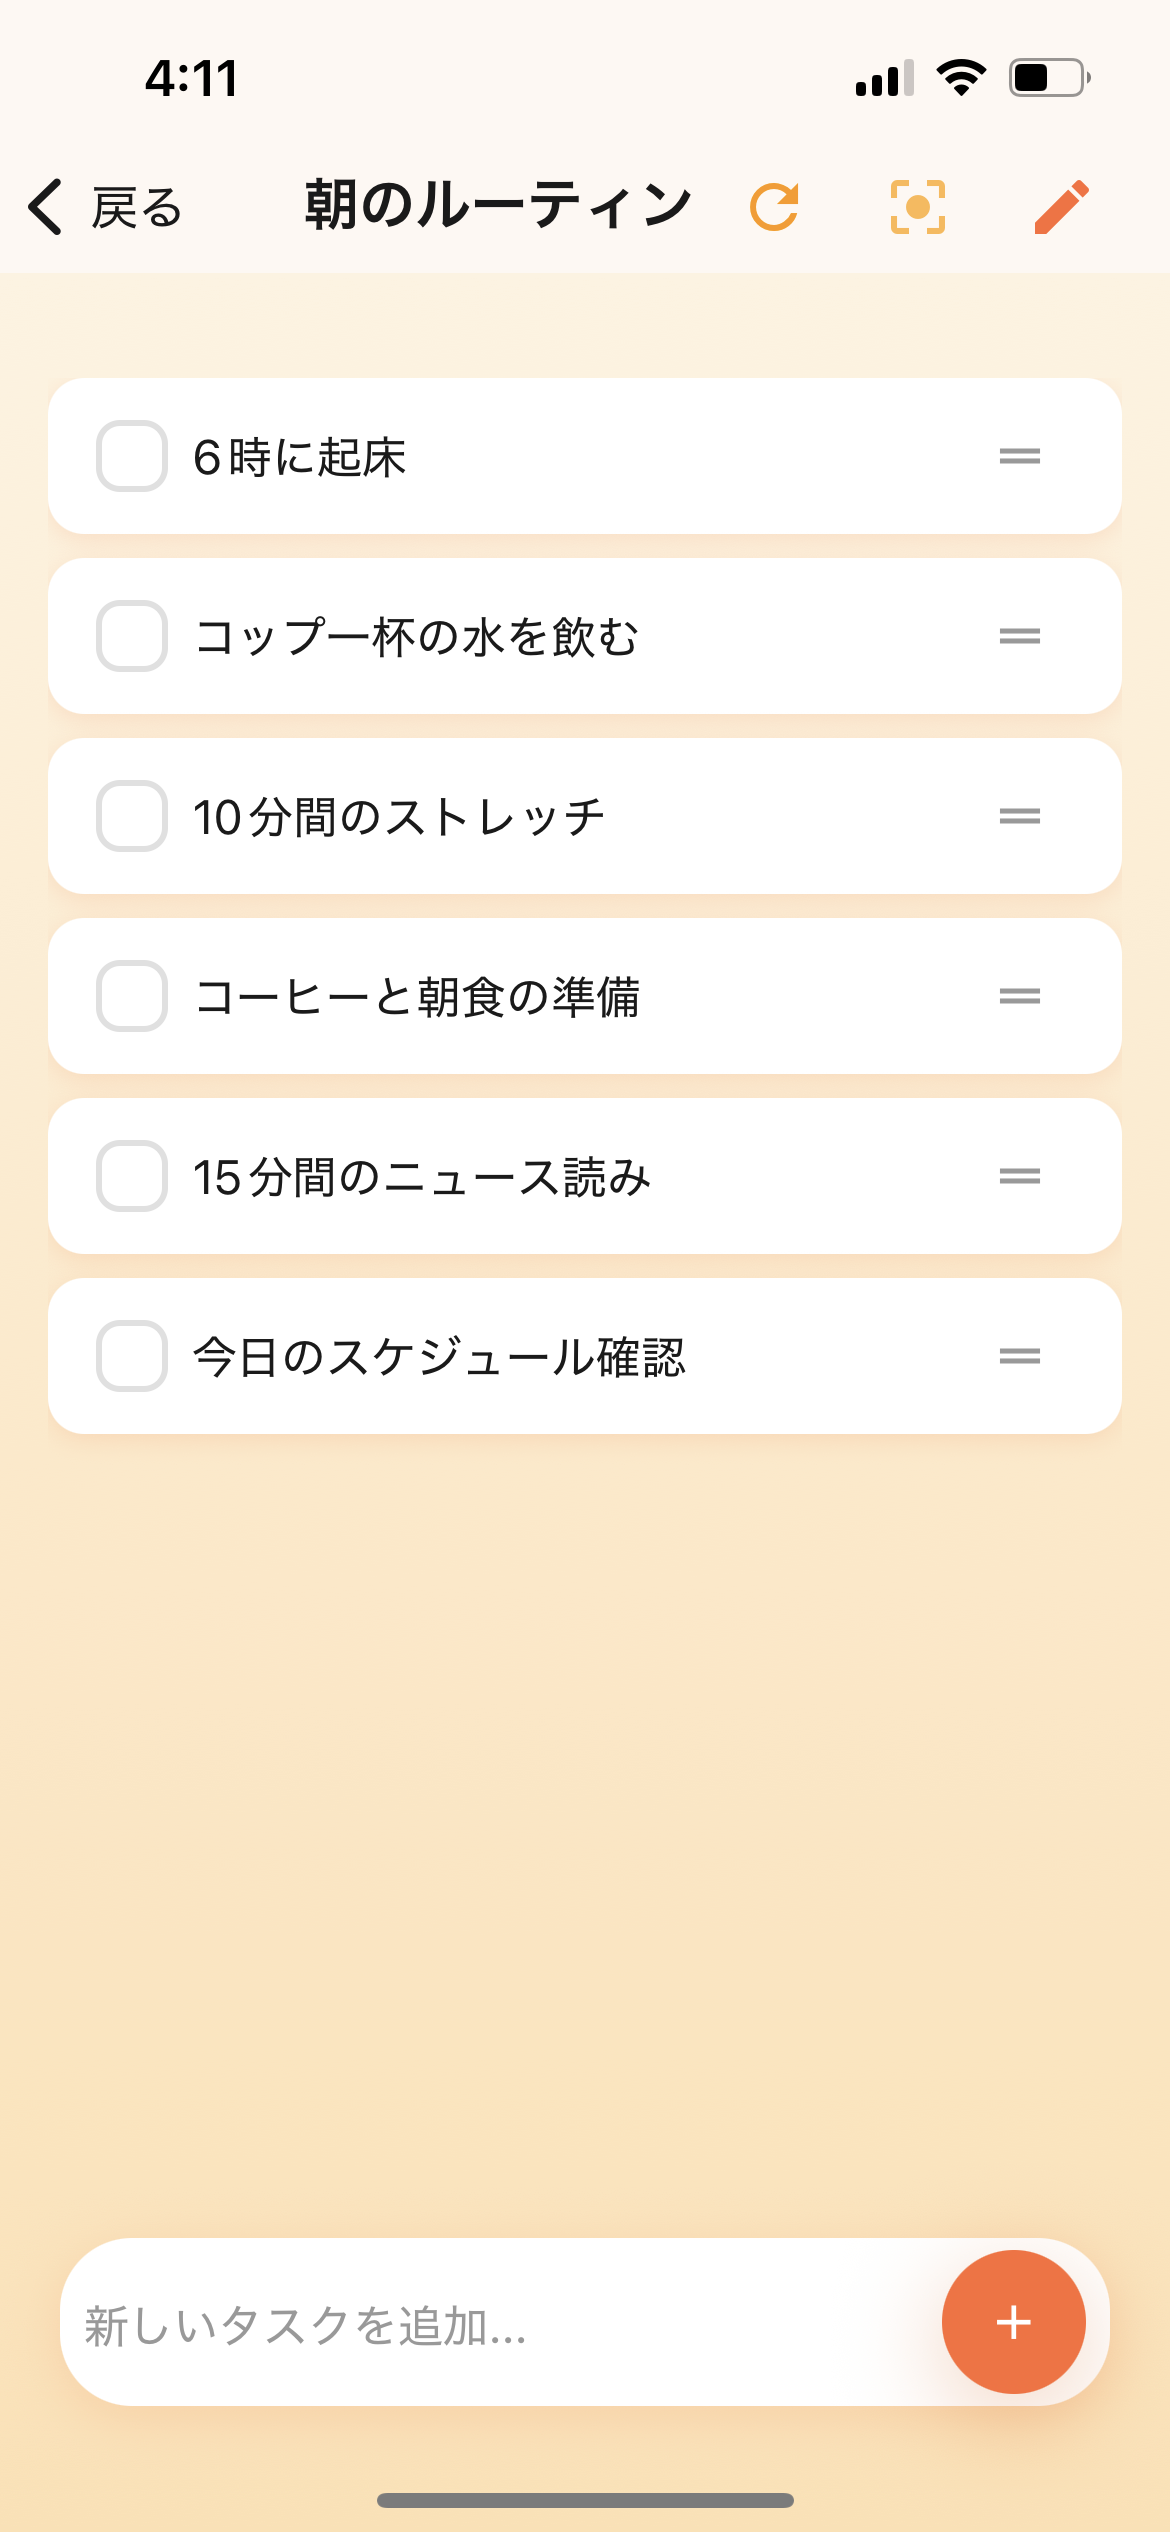 4:11
戻る
朝のルーティン
6時に起床
コップ一杯の水を飲む
10分間のストレッチ
コーヒーと朝食の準備
15分間のニュース読み
今日のスケジュール確認
新しいタスクを追加...